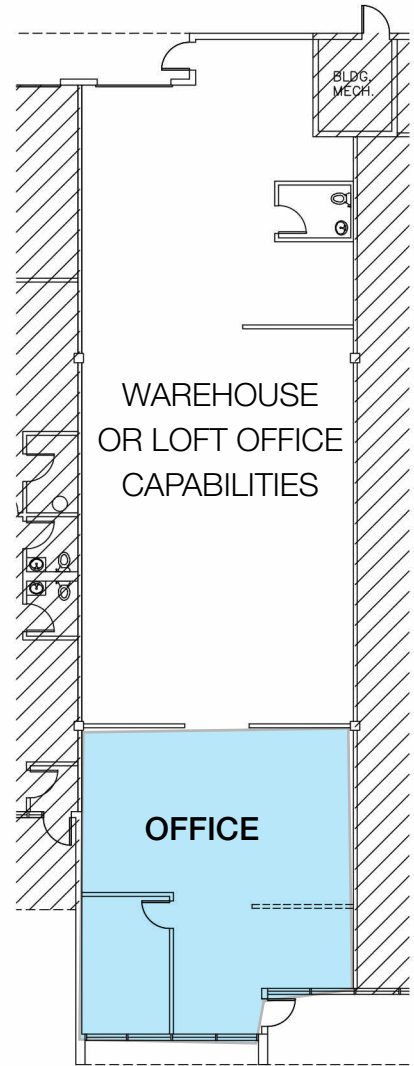 BLDG.
MECH.
WAREHOUSE
OR LOFT OFFICE
CAPABILITIES
OFFICE